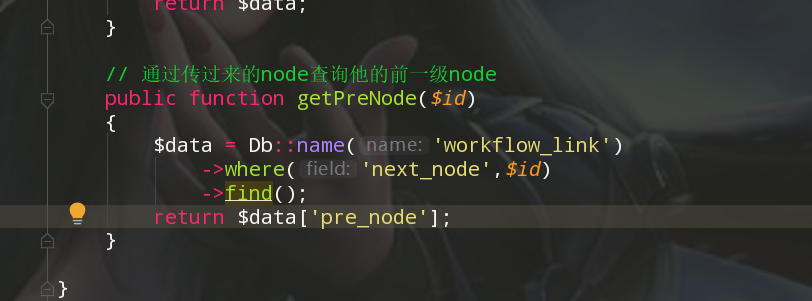 return $data;
}
// 通过传过来的node查询他的前一级node
public function getPreNode($id)
{
$data = Db::name( name: 'workflow_link')
->where( field: 'next_node',$id)
->find();
return $data['pre_node'];
}
}